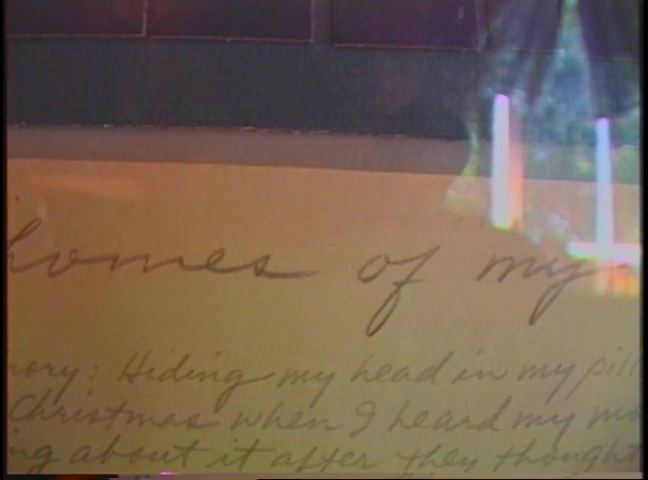 homes of my
ory: Hiding my head in my pill
Christmas when I heard my mo
ng about it after they thought